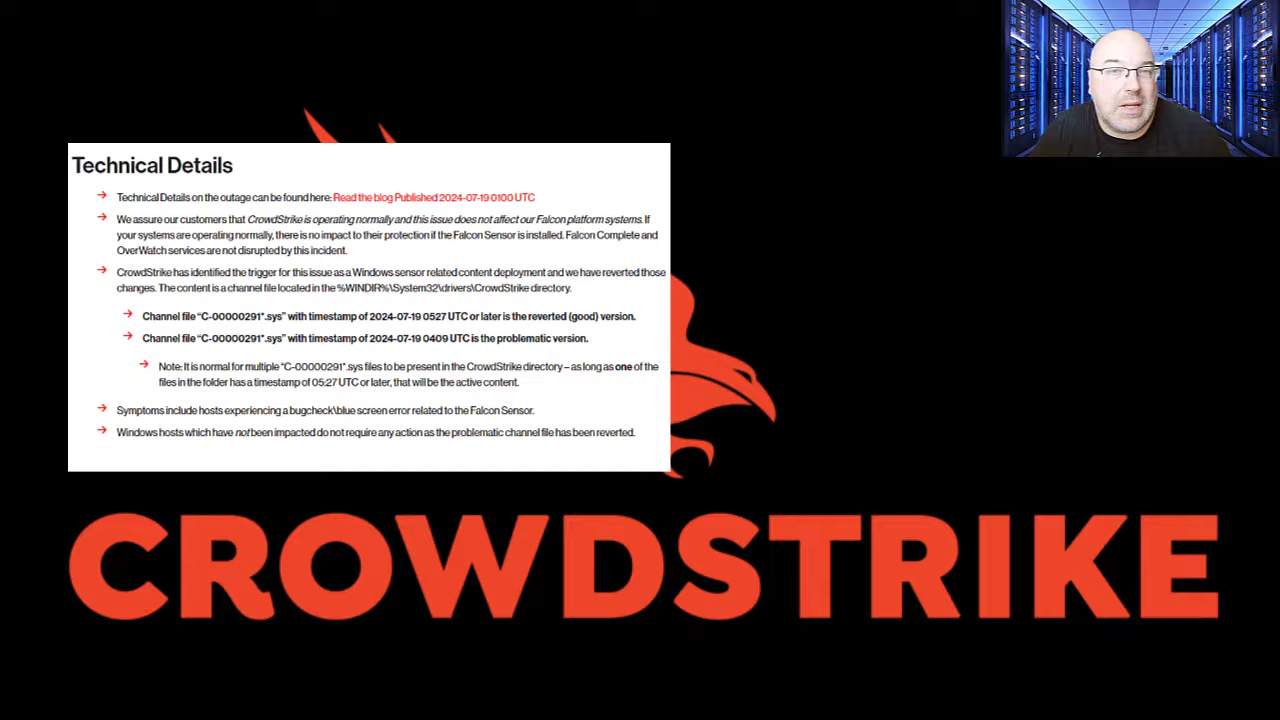 Technical Details
Technical Details on the outage can be found here: Read the blog Published 2024-07-19 0100 UTC
We assure our customers that CrowdStrike is operating normally and this issue does not affect our Falcon platform systems. If
your systems are operating normally, there is no impact to their protection if the Falcon Sensor is installed. Falcon Complete and
OverWatch services are not disrupted by this incident.
CrowdStrike has identified the trigger for this issue as a Windows sensor related content deployment and we have reverted those
changes. The content is a channel file located in the %WINDIR%\System32\drivers\CrowdStrike directory.
Channel file "C-00000291*.sys" with timestamp of 2024-07-19 0527 UTC or later is the reverted (good) version.
Channel file "C-00000291*.sys" with timestamp of 2024-07-19 0409 UTC is the problematic version.
Note: It is normal for multiple "C-00000291*.sys files to be present in the CrowdStrike directory – as long as one of the
files in the folder has a timestamp of 05:27 UTC or later, that will be the active content.
Symptoms include hosts experiencing a bugcheck\blue screen error related to the Falcon Sensor.
Windows hosts which have not been impacted do not require any action as the problematic channel file has been reverted.
CROWDSTRIKE